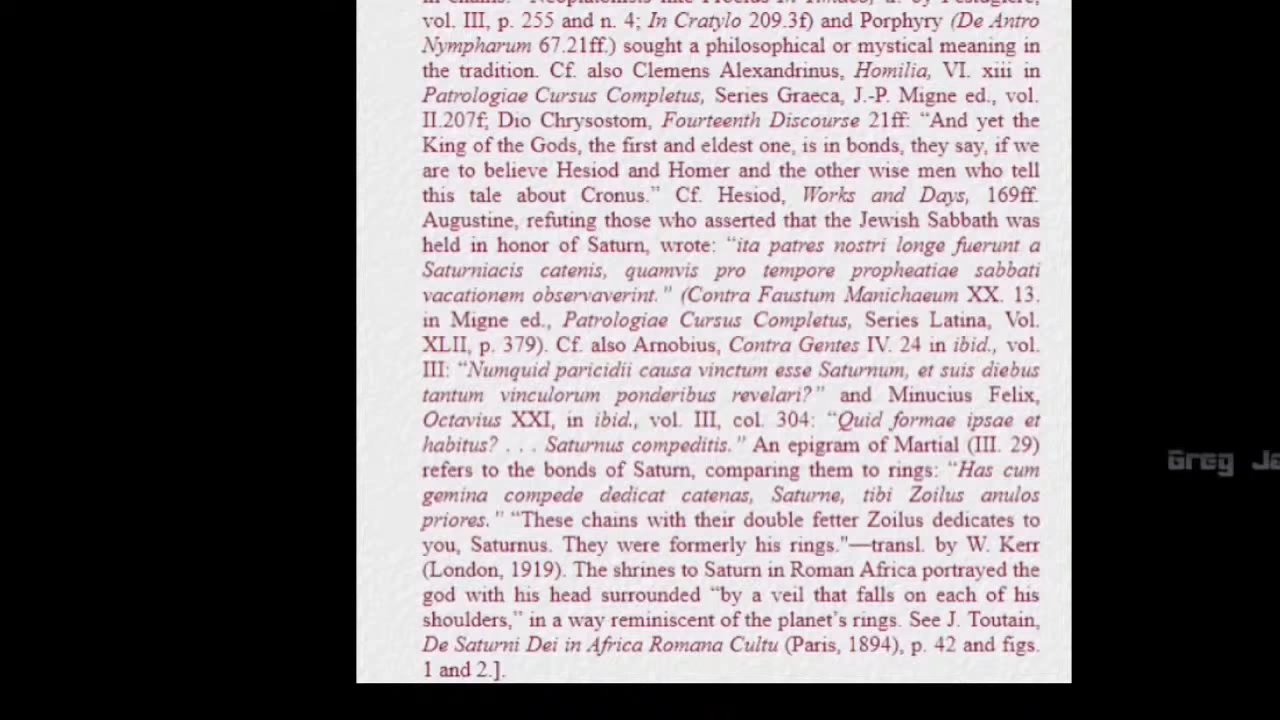 in chains." Neoplatonists like Proclus In Timaeo, tr. by Festugière,
vol. III, p. 255 and n. 4; In Cratylo 209.3f) and Porphyry (De Antro
Nympharum 67.21ff.) sought a philosophical or mystical meaning in
the tradition. Cf. also Clemens Alexandrinus, Homilia, VI. xiii in
Patrologiae Cursus Completus, Series Graeca, J.-P. Migne ed., vol.
II.207f; Dio Chrysostom, Fourteenth Discourse 21ff: “And yet the
King of the Gods, the first and eldest one, is in bonds, they say, if we
are to believe Hesiod and Homer and the other wise men who tell
this tale about Cronus.” Cf. Hesiod, Works and Days, 169ff.
Augustine, refuting those who asserted that the Jewish Sabbath was
held in honor of Saturn, wrote: “ita patres nostri longe fuerunt a
Saturniacis catenis, quamvis pro tempore propheatiae sabbati
vacationem observaverint.” (Contra Faustum Manichaeum XX. 13.
in Migne ed., Patrologiae Cursus Completus, Series Latina, Vol.
XLII, p. 379). Cf. also Arnobius, Contra Gentes IV. 24 in ibid., vol.
III: “Numquid paricidii causa vinctum esse Saturnum, et suis diebus
tantum vinculorum ponderibus revelari?” and Minucius Felix,
Octavius XXI, in ibid., vol. III, col. 304: “Quid formae ipsae et
habitus? . . . Saturnus compeditis.” An epigram of Martial (III. 29)
refers to the bonds of Saturn, comparing them to rings: “Has cum
gemina compede dedicat catenas, Saturne, tibi Zoilus anulos
priores.” “These chains with their double fetter Zoilus dedicates to
you, Saturnus. They were formerly his rings."—transl. by W. Kerr
(London, 1919). The shrines to Saturn in Roman Africa portrayed the
god with his head surrounded “by a veil that falls on each of his
shoulders,” in a way reminiscent of the planet’s rings. See J. Toutain,
De Saturni Dei in Africa Romana Cultu (Paris, 1894), p. 42 and figs.
1 and 2.].
Greg Ja